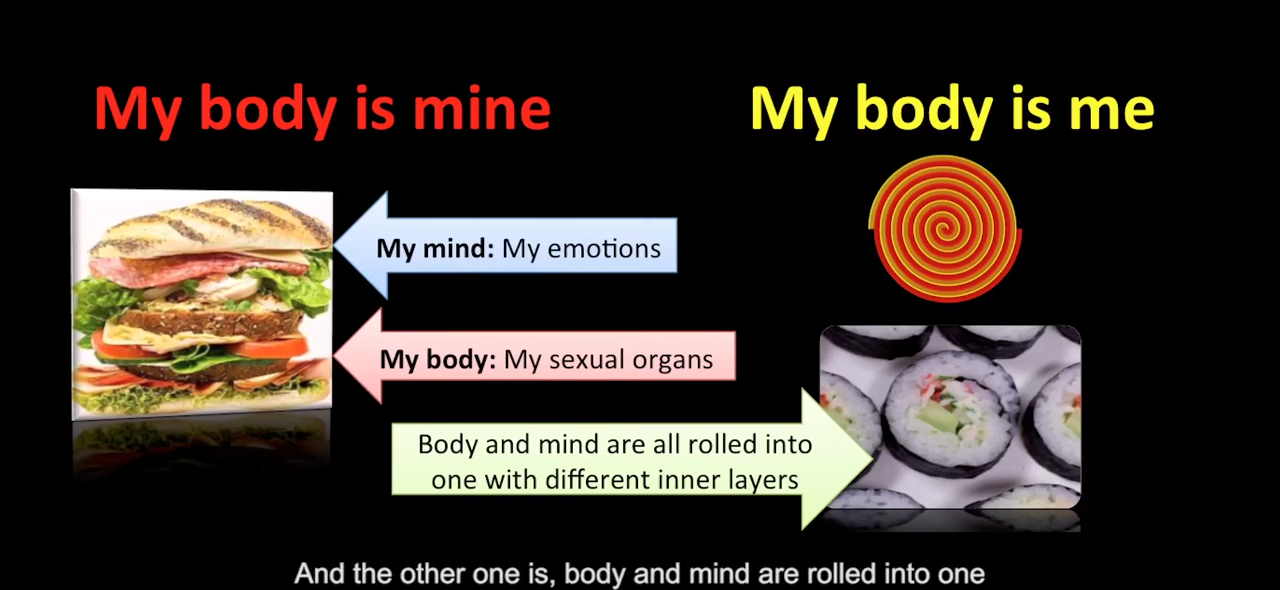 My body is mine
My body is me
My mind: My emotions
My body: My sexual organs
Body and mind are all rolled into
one with different inner layers
And the other one is, body and mind are rolled into one